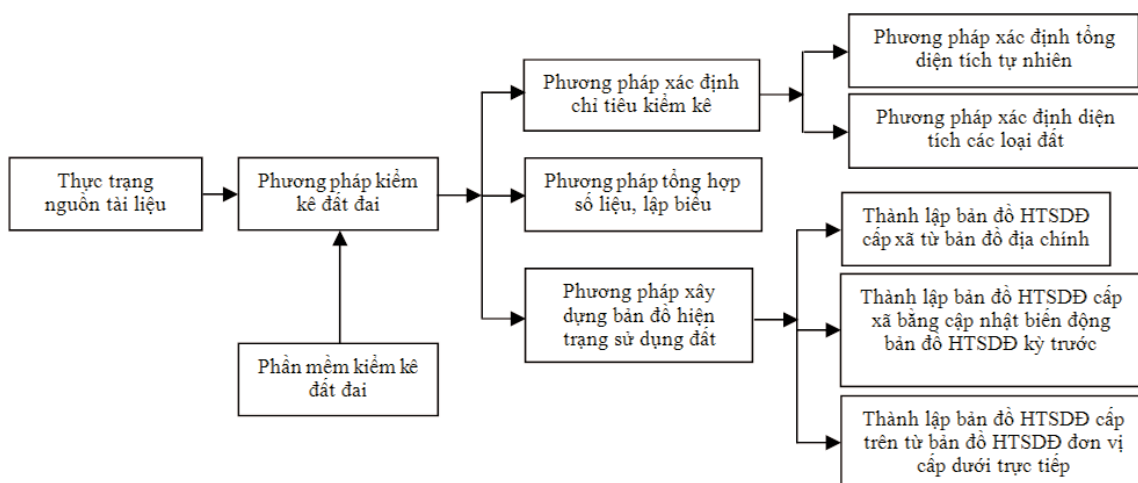 Thực trạng
nguồn tài liệu
Phương pháp kiểm
kê đất đai
Phần mềm kiểm kê
đất đai
Phương pháp xác định
chỉ tiêu kiểm kê
Phương pháp tổng hợp
số liệu, lập biểu
Phương pháp xây
dựng bản đồ hiện
trạng sử dụng đất
Phương pháp xác định tổng
diện tích tự nhiên
Phương pháp xác định diện
tích các loại đất
Thành lập bản đồ HTSDĐ
cấp xã từ bản đồ địa chính
Thành lập bản đồ HTSDĐ cấp
xã bằng cập nhật biến động
bản đồ HTSDĐ kỳ trước
Thành lập bản đồ HTSDĐ cấp
trên từ bản đồ HTSDĐ đơn vị
cấp dưới trực tiếp